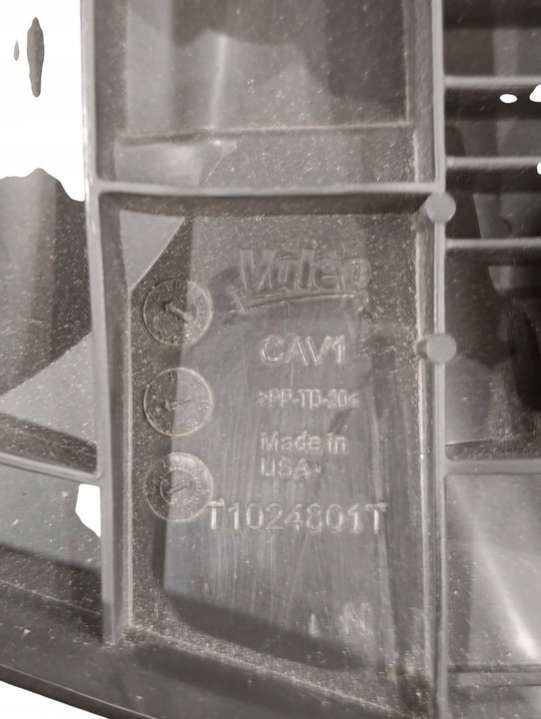 Valeo
CAV1
>PP-TD-20<
Made in
USA
T1024801T